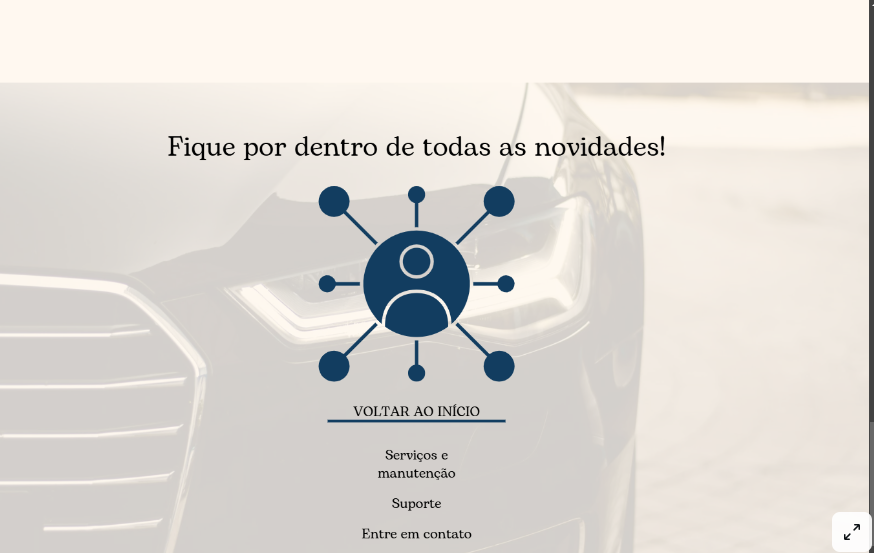 Fique por dentro de todas as novidades!
VOLTAR AO INÍCIO
Serviços e
manutenção
Suporte
Entre em contato